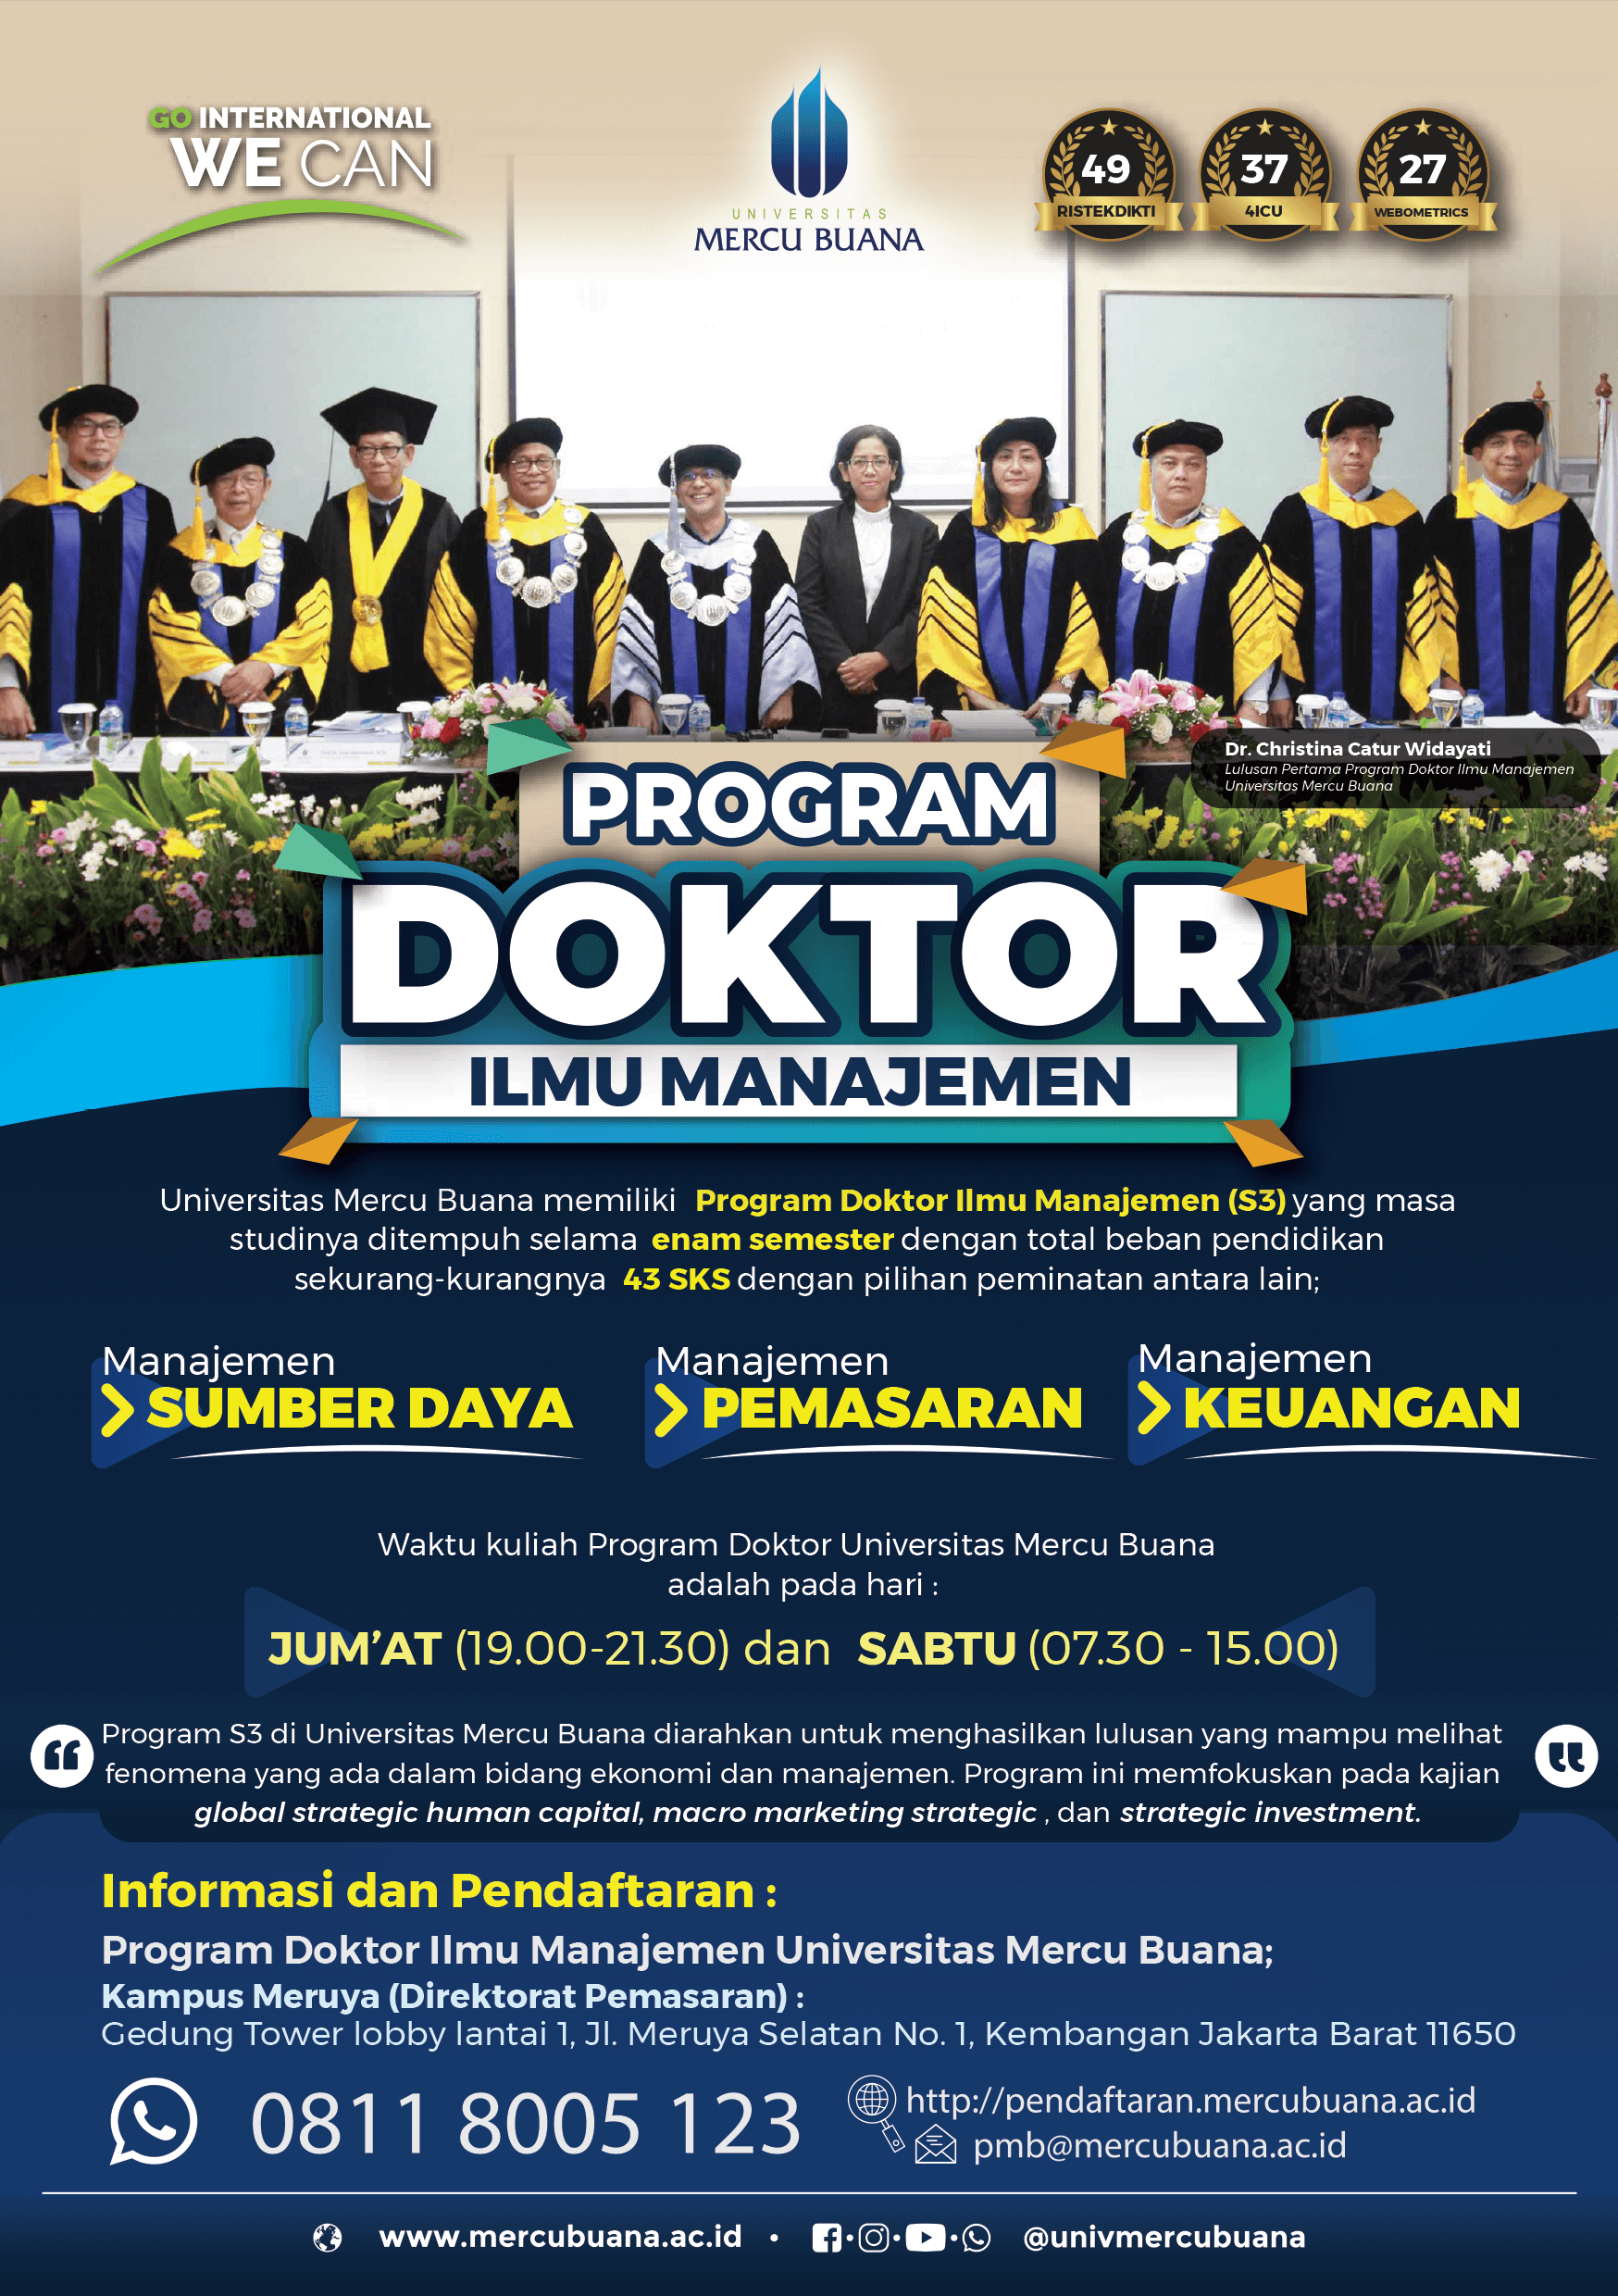 GO INTERNATIONAL
WE CAN
UNIVERSITAS
MERCU BUANA
49
RISTEKDIKTI
37
4ICU
27
WEBOMETRICS
Dr. Christina Catur Widayati
Lulusan Pertama Program Doktor Ilmu Manajemen
Universitas Mercu Buana
PROGRAM
DOKTOR
ILMU MANAJEMEN
Universitas Mercu Buana memiliki Program Doktor Ilmu Manajemen (S3) yang masa
studinya ditempuh selama enam semester dengan total beban pendidikan
sekurang-kurangnya 43 SKS dengan pilihan peminatan antara lain;
Manajemen
SUMBER DAYA
Manajemen
PEMASARAN
Manajemen
KEUANGAN
Waktu kuliah Program Doktor Universitas Mercu Buana
adalah pada hari :
JUM'AT (19.00-21.30) dan SABTU (07.30 - 15.00)
Program S3 di Universitas Mercu Buana diarahkan untuk menghasilkan lulusan yang mampu melihat
fenomena yang ada dalam bidang ekonomi dan manajemen. Program ini memfokuskan pada kajian
global strategic human capital, macro marketing strategic , dan strategic investment.
Informasi dan Pendaftaran :
Program Doktor Ilmu Manajemen Universitas Mercu Buana;
Kampus Meruya (Direktorat Pemasaran) :
Gedung Tower lobby lantai 1, Jl. Meruya Selatan No. 1, Kembangan Jakarta Barat 11650
0811 8005 123
http://pendaftaran.mercubuana.ac.id
pmb@mercubuana.ac.id
www.mercubuana.ac.id • @univmercubuana